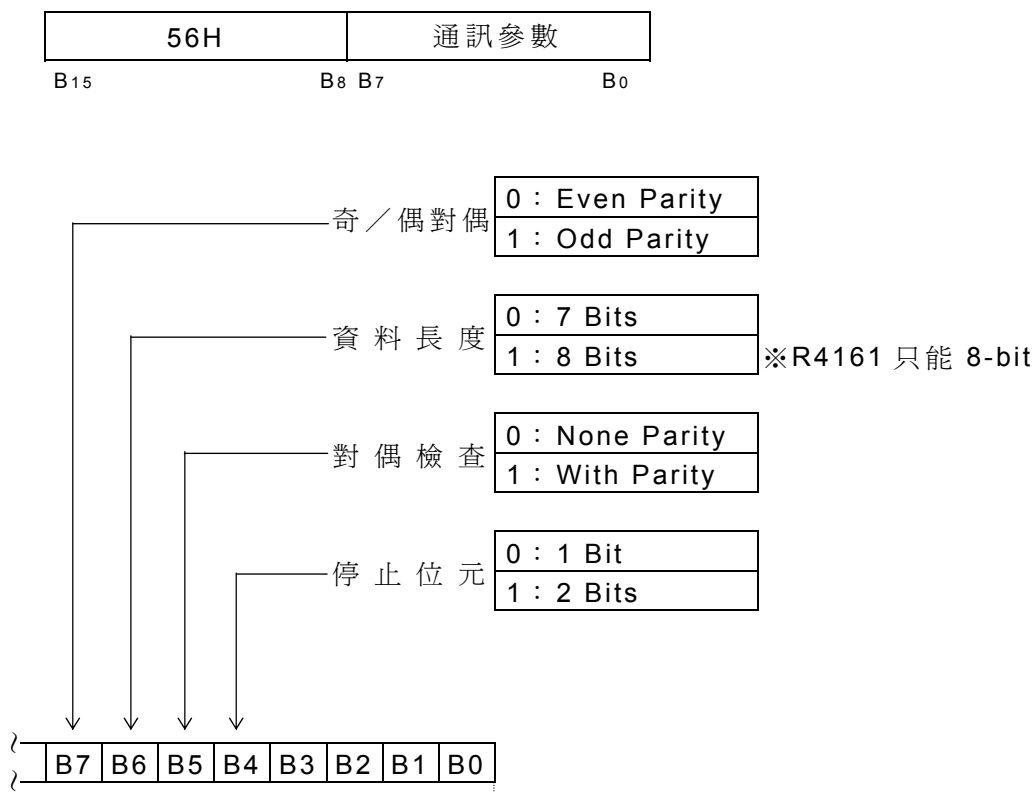 56H 通訊參數
B15 B8 B7 B0
奇／偶對偶
0：Even Parity
1：Odd Parity
資料長度
0：7 Bits
1：8 Bits
※R4161 只能 8-bit
對偶檢查
0：None Parity
1：With Parity
停止位元
0：1 Bit
1：2 Bits
B7 B6 B5 B4 B3 B2 B1 B0